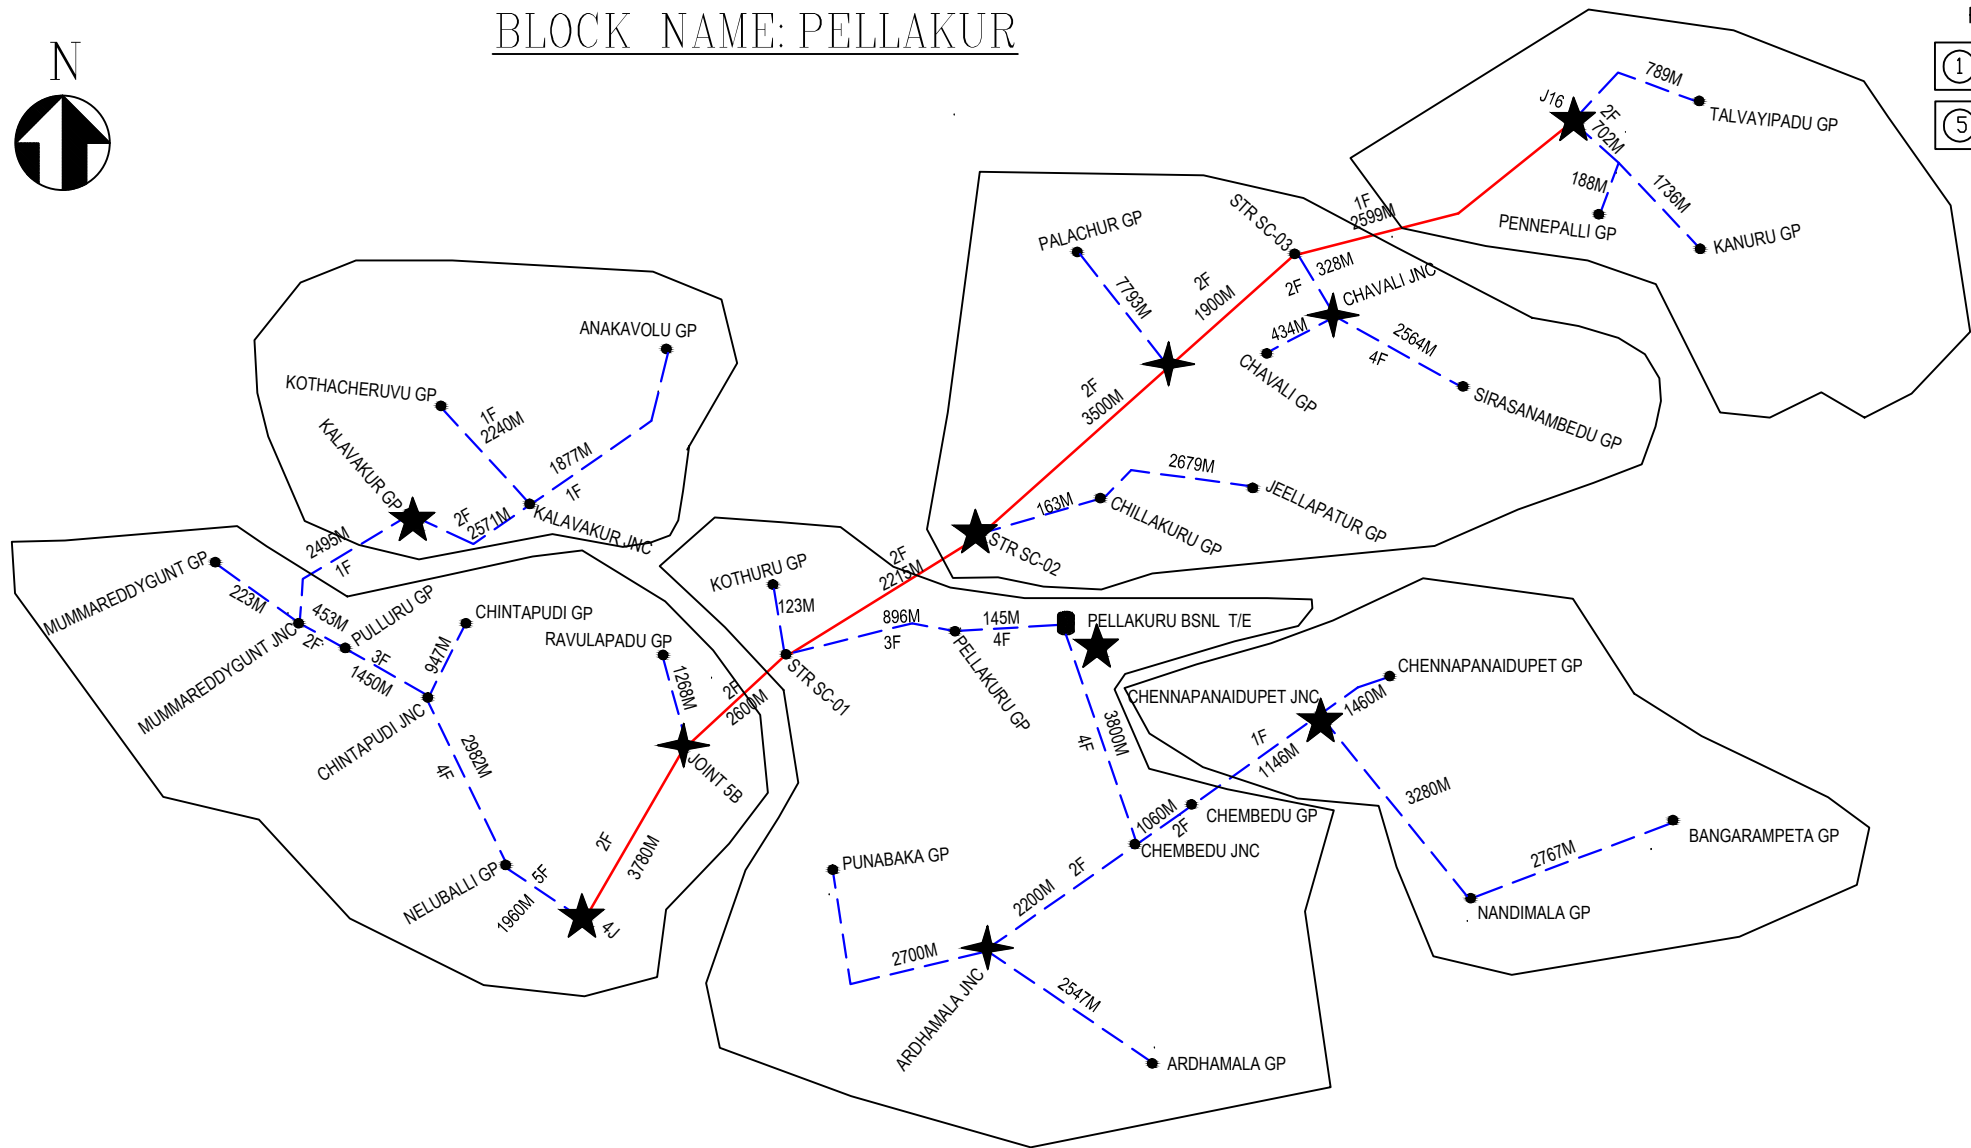 BLOCK NAME: PELLAKUR
N
1
5
789M
J16
2F
TALVAYIPADU GP
702M
188M
1736M
PENNEPALLI GP
KANURU GP
1F
2599M
STR SC-03
PALACHUR GP
7793M
2F
1900M
328M
2F
CHAVALI JNC
434M
2564M
4F
CHAVALI GP
SIRASANAMBEDU GP
2F
3500M
2679M
163M
JEELLAPATUR GP
CHILLAKURU GP
STR SC-02
ANAKAVOLU GP
KOTHACHERUVU GP
1F
2240M
KALAVAKUR GP
1877M
1F
2F
2571M
KALAVAKUR JNC
2495M
1F
MUMMAREDDYGUNT GP
223M
453M
2F
PULLURU GP
MUMMAREDDYGUNT JNC
3F
1450M
947M
CHINTAPUDI GP
CHINTAPUDI JNC
RAVULAPADU GP
1268M
2982M
4F
NELUBALLI GP
5F
1960M
4J
2F
3780M
JOINT 5B
2F
2600M
KOTHURU GP
123M
STR SC-01
2F
2215M
896M
3F
145M
4F
PELLAKURU GP
PELLAKURU BSNL T/E
3800M
4F
CHENNAPANAIDUPET GP
CHENNAPANAIDUPET JNC
1460M
1F
1146M
1060M
2F
CHEMBEDU GP
CHEMBEDU JNC
3280M
2767M
BANGARAMPETA GP
NANDIMALA GP
PUNABAKA GP
2200M
2F
2700M
ARDHAMALA JNC
2547M
ARDHAMALA GP